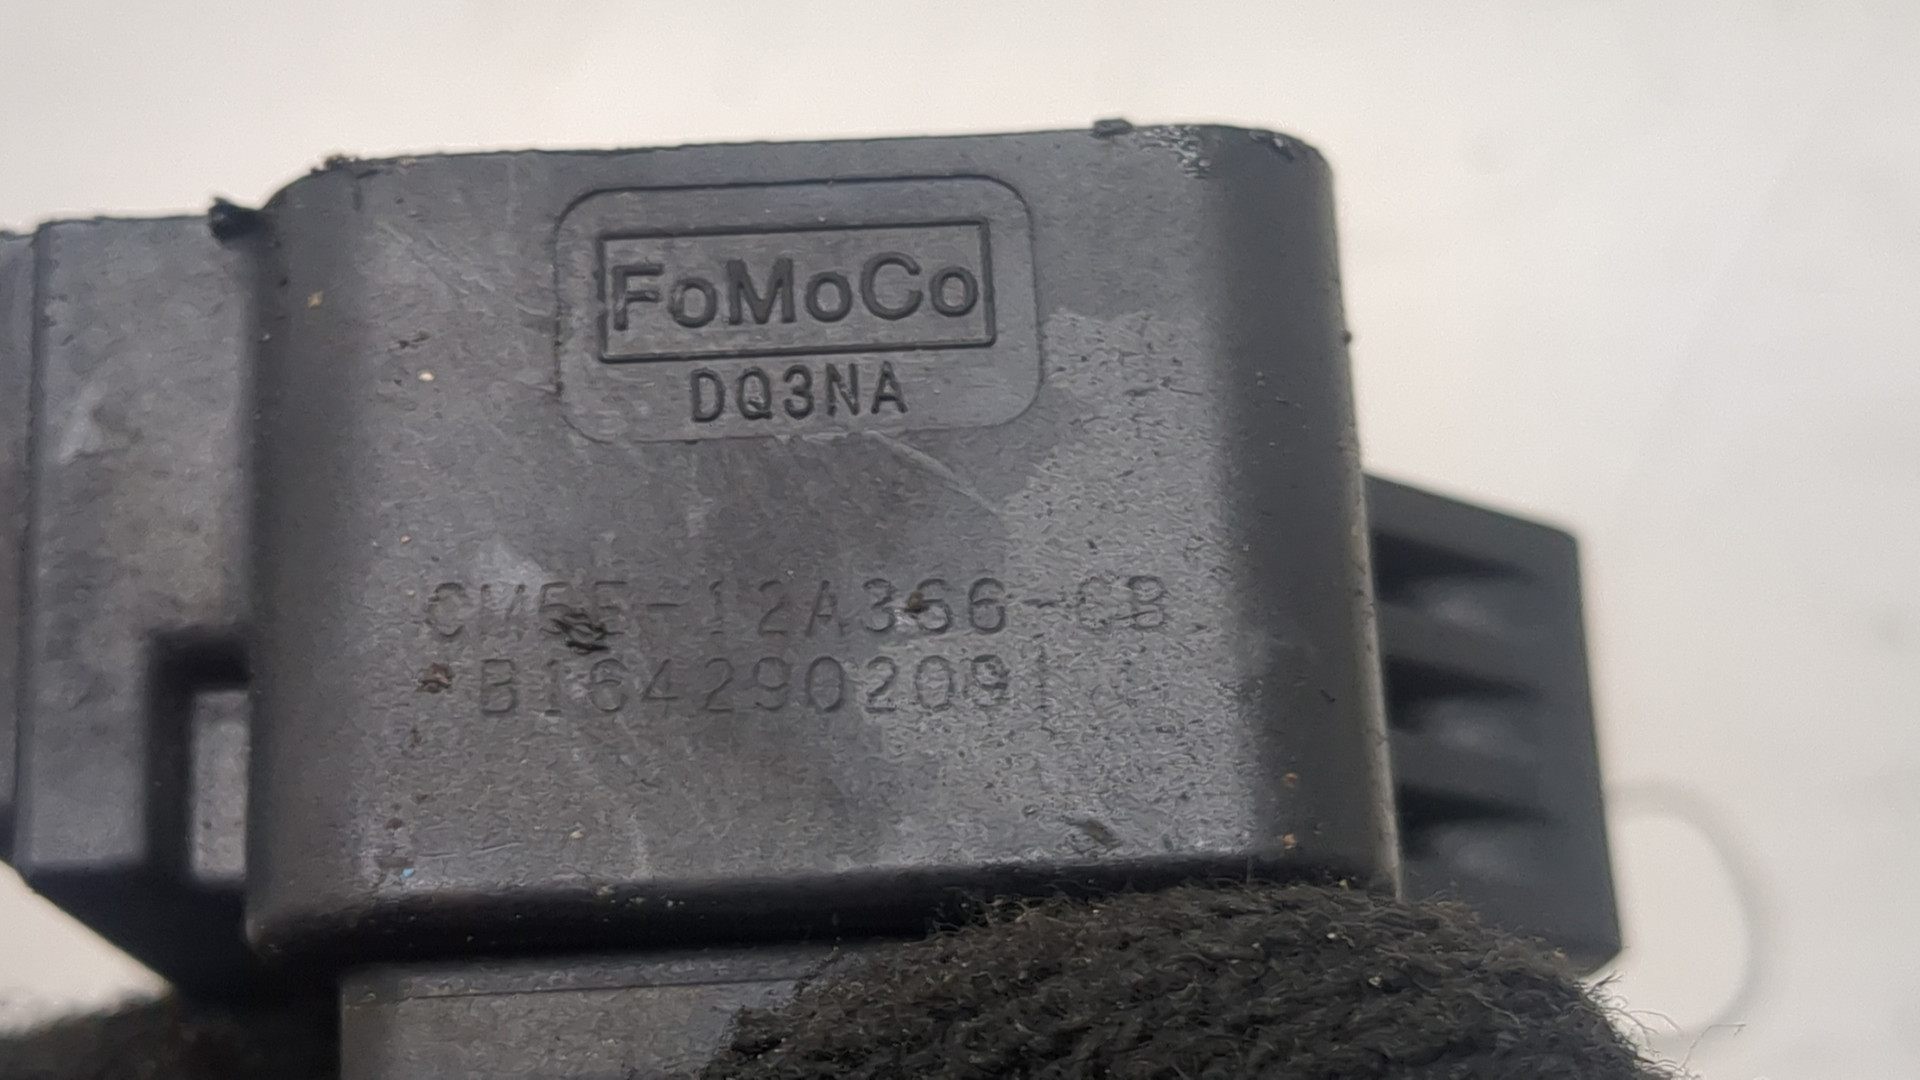 FoMoCo
DQ3NA
CM5E-12A366-CB
B1642902091